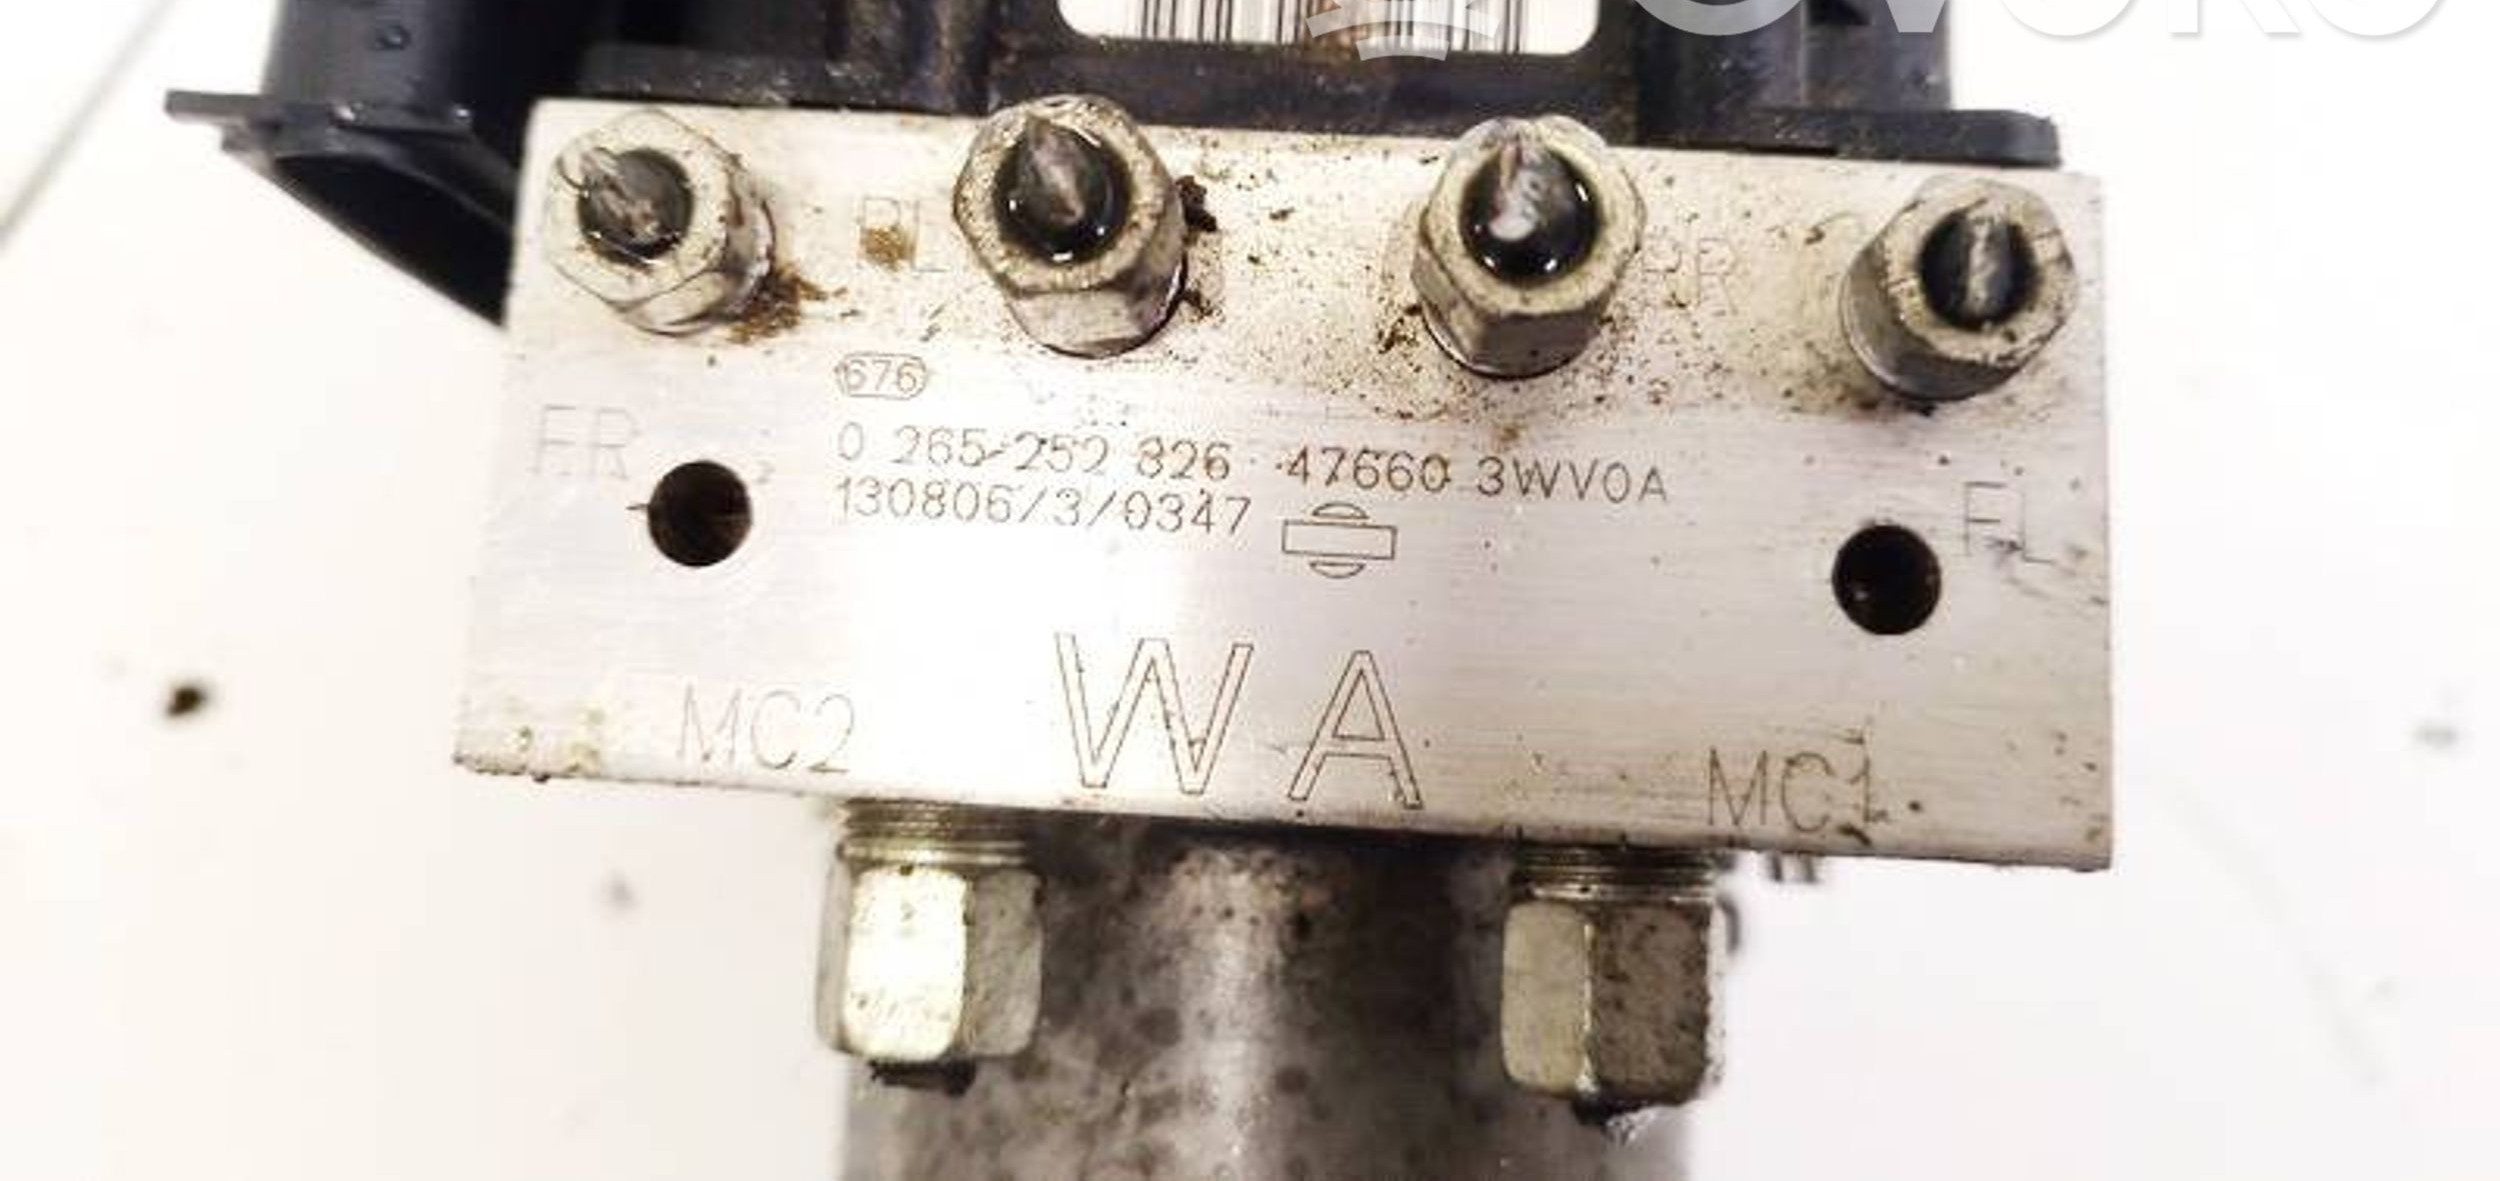 RL
RR
676
FR
0 265 252 826 47660 3WV0A
130806/3/0347
FL
WA
MC2
MC1